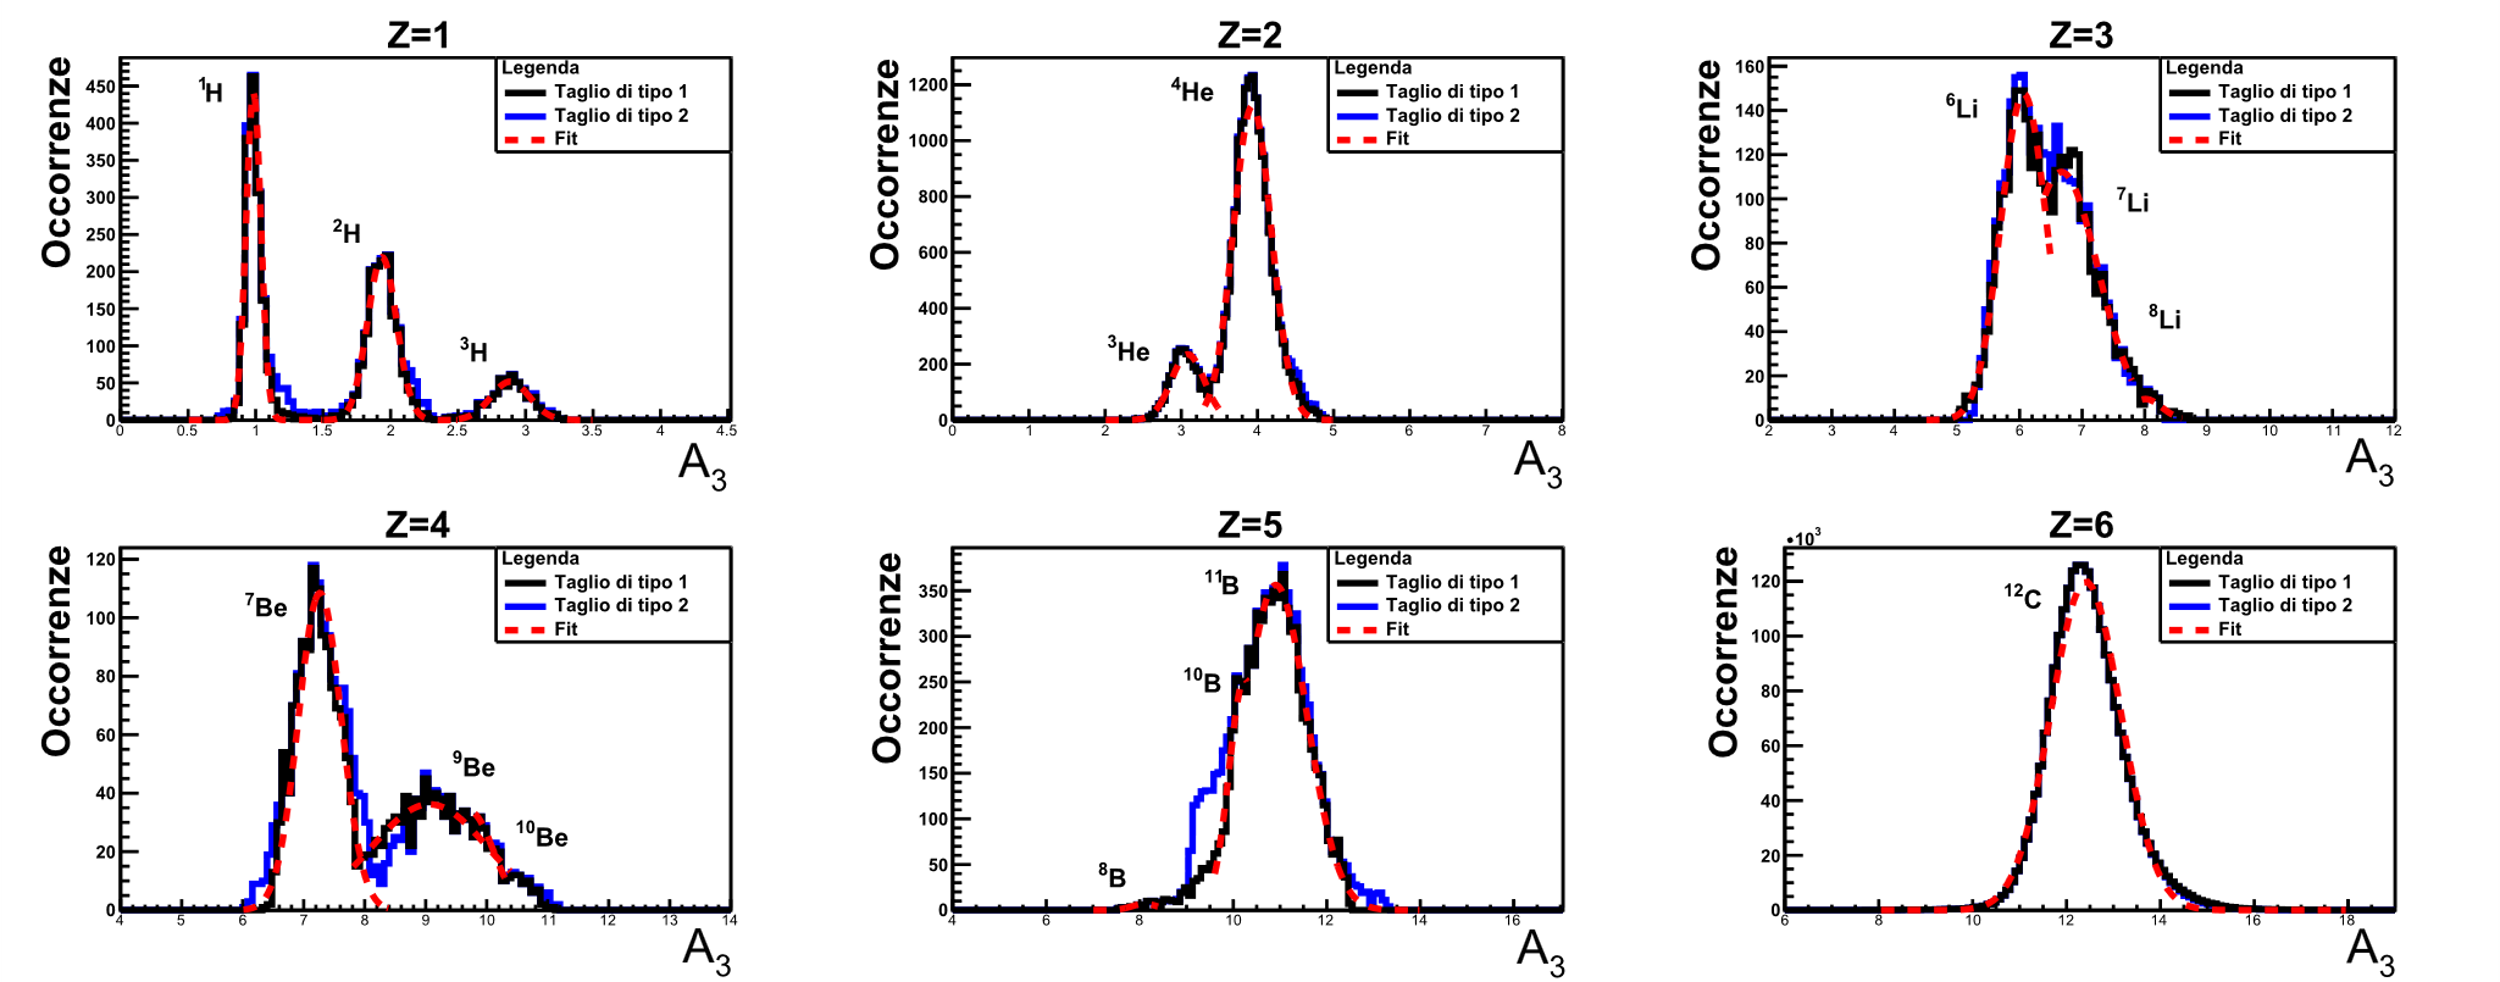 Z=1
Occorrenze
450
400
350
300
250
200
150
100
50
0
¹H
²H
³H
Legenda
Taglio di tipo 1
Taglio di tipo 2
Fit
0 0.5 1 1.5 2 2.5 3 3.5 4 4.5
A₃
Z=2
Occorrenze
1200
1000
800
600
400
200
0
⁴He
³He
Legenda
Taglio di tipo 1
Taglio di tipo 2
Fit
0 1 2 3 4 5 6 7 8
A₃
Z=3
Occorrenze
160
140
120
100
80
60
40
20
0
⁶Li
⁷Li
⁸Li
Legenda
Taglio di tipo 1
Taglio di tipo 2
Fit
2 3 4 5 6 7 8 9 10 11 12
A₃
Z=4
Occorrenze
120
100
80
60
40
20
0
⁷Be
⁹Be
¹⁰Be
Legenda
Taglio di tipo 1
Taglio di tipo 2
Fit
4 5 6 7 8 9 10 11 12 13 14
A₃
Z=5
Occorrenze
350
300
250
200
150
100
50
0
¹¹B
¹⁰B
⁸B
Legenda
Taglio di tipo 1
Taglio di tipo 2
Fit
4 6 8 10 12 14 16
A₃
Z=6
•10³
Occorrenze
120
100
80
60
40
20
0
¹²C
Legenda
Taglio di tipo 1
Taglio di tipo 2
Fit
6 8 10 12 14 16 18
A₃